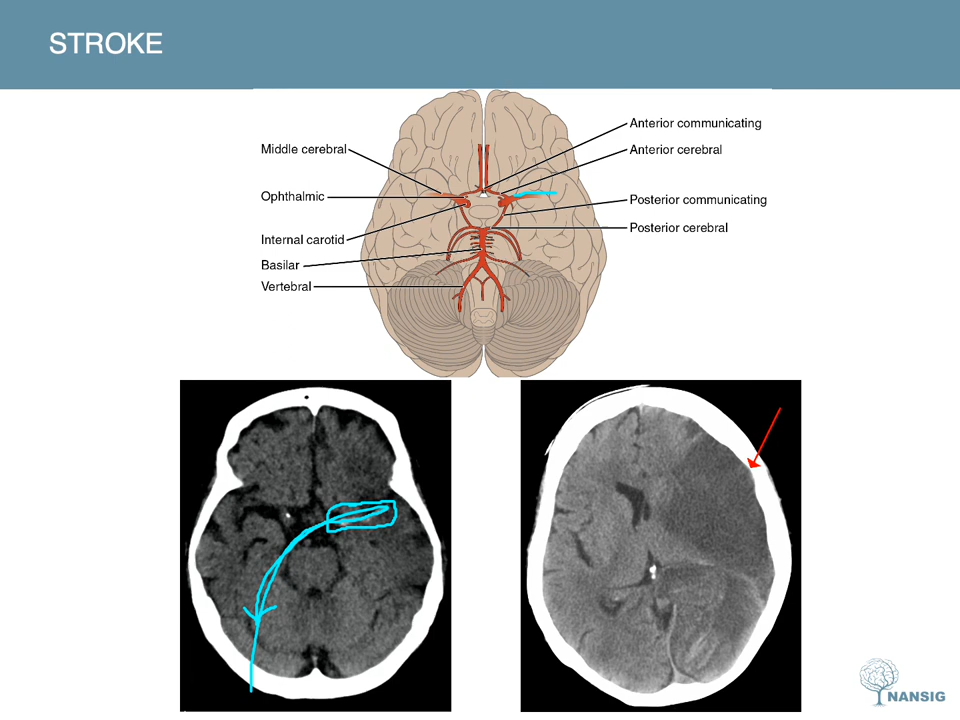 STROKE
Anterior communicating
Middle cerebral
Anterior cerebral
Ophthalmic
Posterior communicating
Internal carotid
Posterior cerebral
Basilar
Vertebral
NANSIG